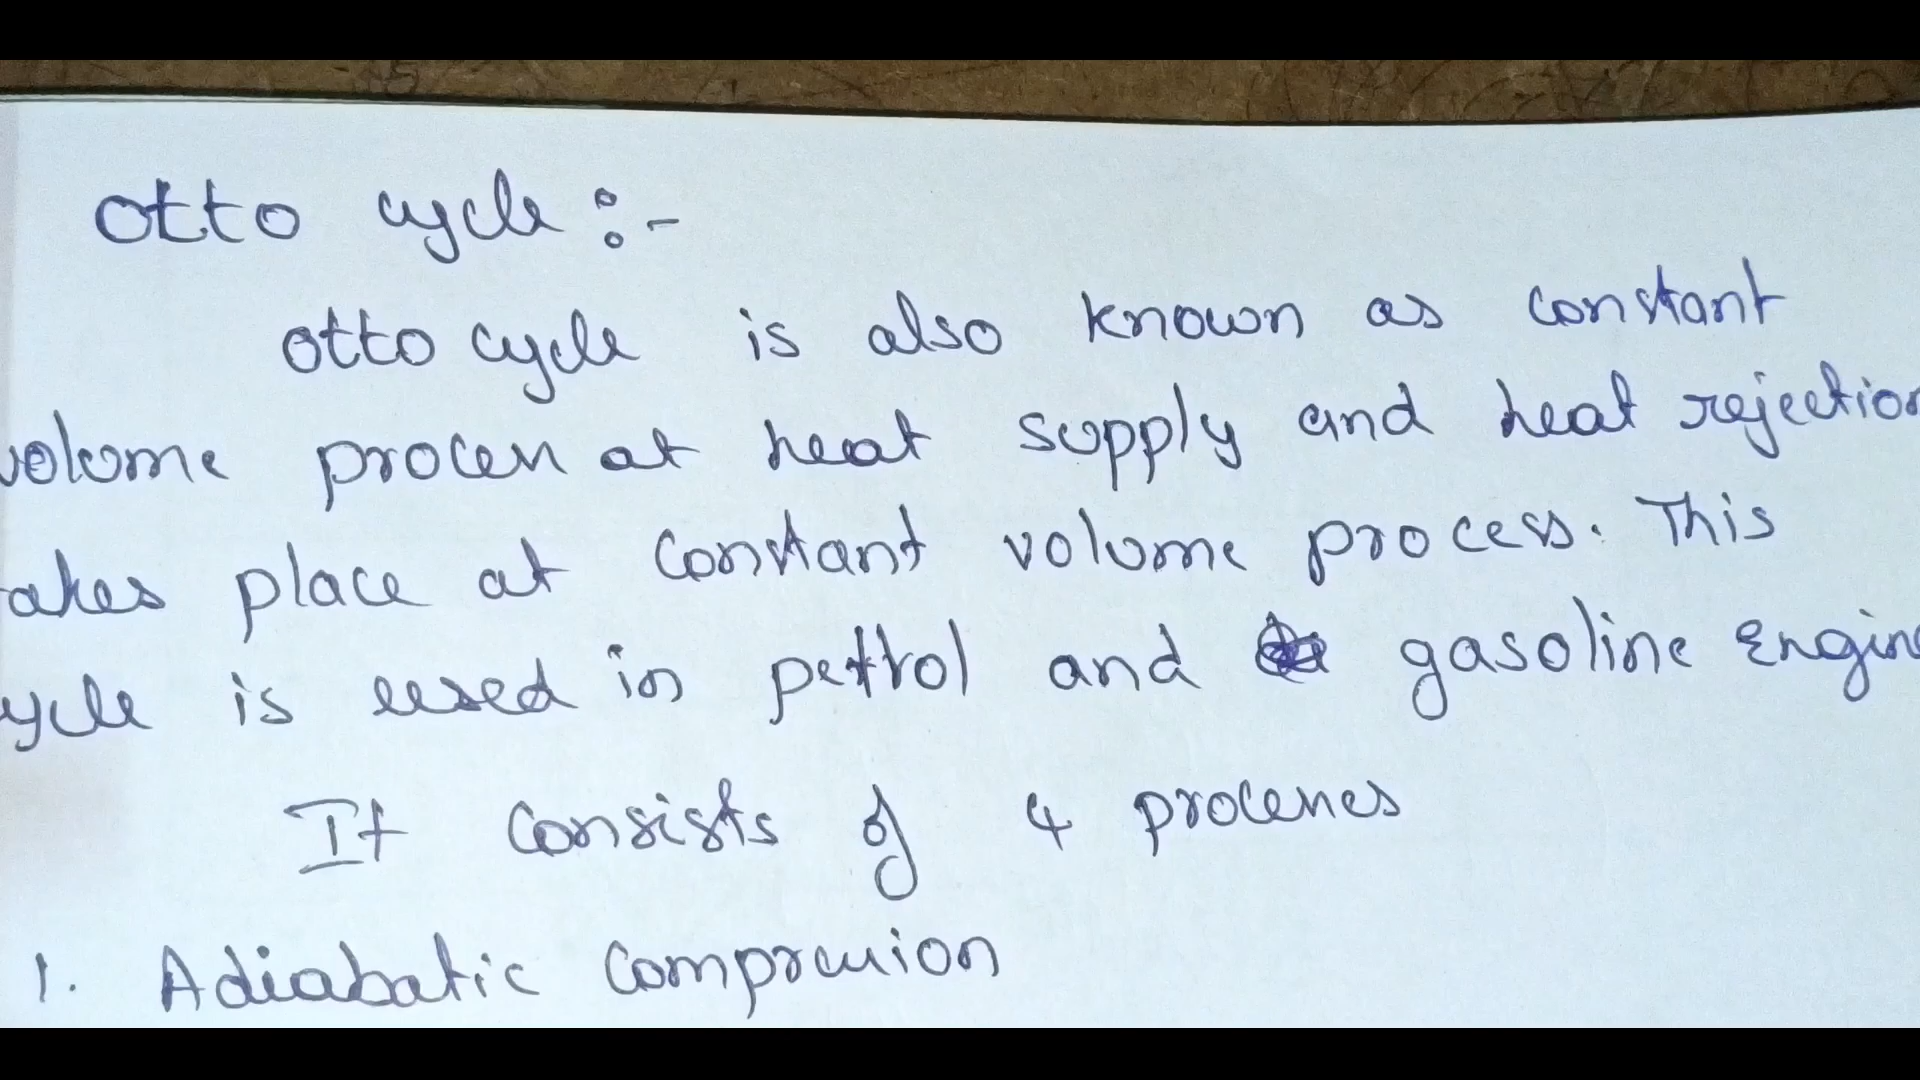 Otto cycle :-
Otto cycle is also known as constant
volume process at heat supply and heat rejection
takes place at constant volume process. This
cycle is used in petrol and gasoline Engine
It consists of 4 processes
1. Adiabatic Compression